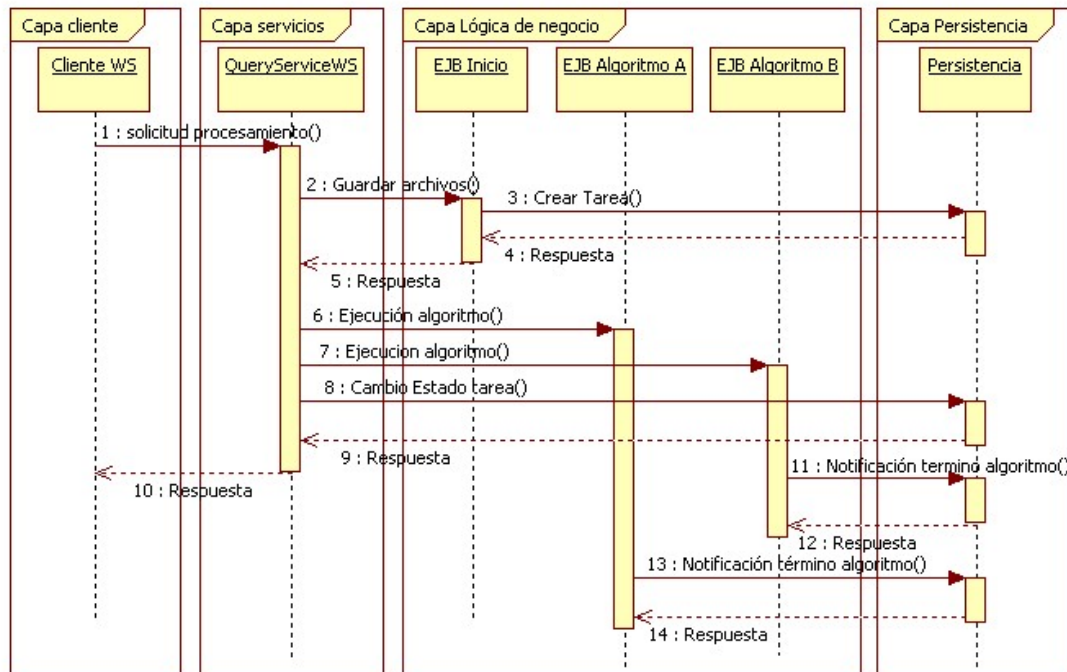 Capa cliente
Capa servicios
Capa Lógica de negocio
Capa Persistencia
Cliente WS
QueryServiceWS
EJB Inicio
EJB Algoritmo A
EJB Algoritmo B
Persistencia
1 : solicitud procesamiento()
2 : Guardar archivos()
3 : Crear Tarea()
4 : Respuesta
5 : Respuesta
6 : Ejecución algoritmo()
7 : Ejecucion algoritmo()
8 : Cambio Estado tarea()
9 : Respuesta
10 : Respuesta
11 : Notificación termino algoritmo()
12 : Respuesta
13 : Notificación término algoritmo()
14 : Respuesta